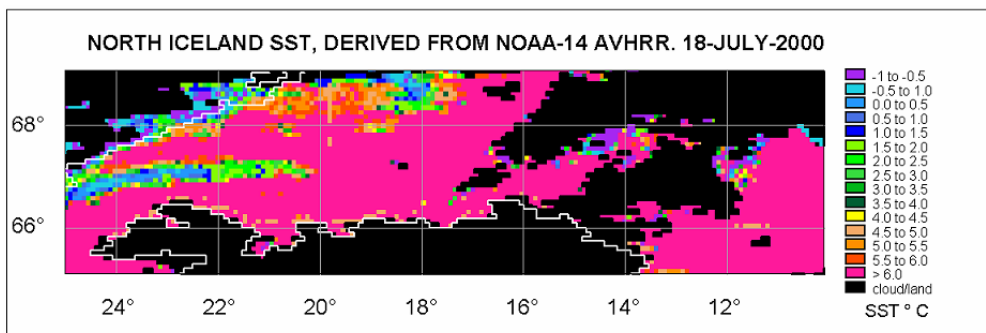 NORTH ICELAND SST, DERIVED FROM NOAA-14 AVHRR. 18-JULY-2000
-1 to -0.5
-0.5 to 1.0
0.0 to 0.5
0.5 to 1.0
1.0 to 1.5
1.5 to 2.0
2.0 to 2.5
2.5 to 3.0
3.0 to 3.5
3.5 to 4.0
4.0 to 4.5
4.5 to 5.0
5.0 to 5.5
5.5 to 6.0
> 6.0
cloud/land
SST ° C
68°
66°
24° 22° 20° 18° 16° 14° 12°